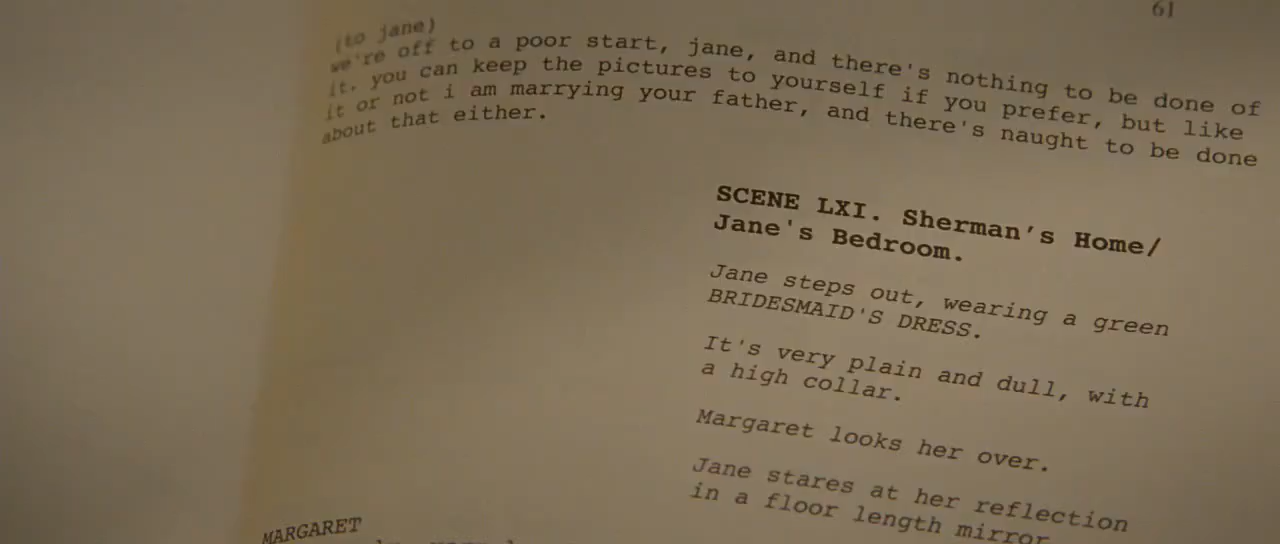 61
(to jane)
we're off to a poor start, jane, and there's nothing to be done of
it, you can keep the pictures to yourself if you prefer, but like
it or not i am marrying your father, and there's naught to be done
about that either.
SCENE LXI. Sherman's Home/
Jane's Bedroom.
Jane steps out, wearing a green
BRIDESMAID'S DRESS.
It's very plain and dull, with
a high collar.
Margaret looks her over.
Jane stares at her reflection
in a floor length mirror
MARGARET